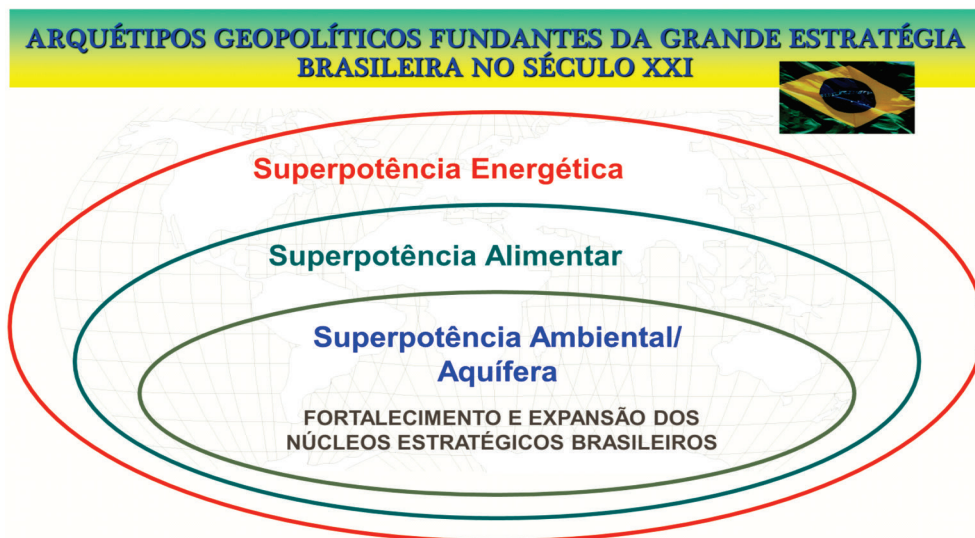 ARQUÉTIPOS GEOPOLÍTICOS FUNDANTES DA GRANDE ESTRATÉGIA
BRASILEIRA NO SÉCULO XXI
Superpotência Energética
Superpotência Alimentar
Superpotência Ambiental/
Aquífera
FORTALECIMENTO E EXPANSÃO DOS
NÚCLEOS ESTRATÉGICOS BRASILEIROS